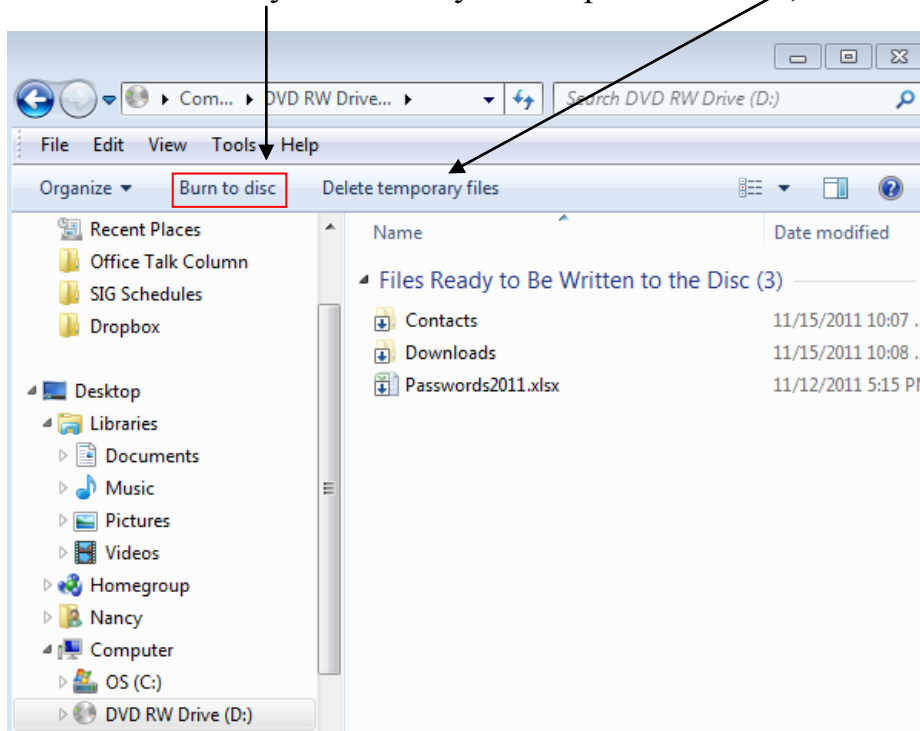 Com... DVD RW Drive... Search DVD RW Drive (D:)
File Edit View Tools Help
Organize Burn to disc Delete temporary files
Recent Places
Office Talk Column
SIG Schedules
Dropbox
Desktop
Libraries
Documents
Music
Pictures
Videos
Homegroup
Nancy
Computer
OS (C:)
DVD RW Drive (D:)
Name Date modified
Files Ready to Be Written to the Disc (3)
Contacts 11/15/2011 10:07 ..
Downloads 11/15/2011 10:08 ..
Passwords2011.xlsx 11/12/2011 5:15 PM